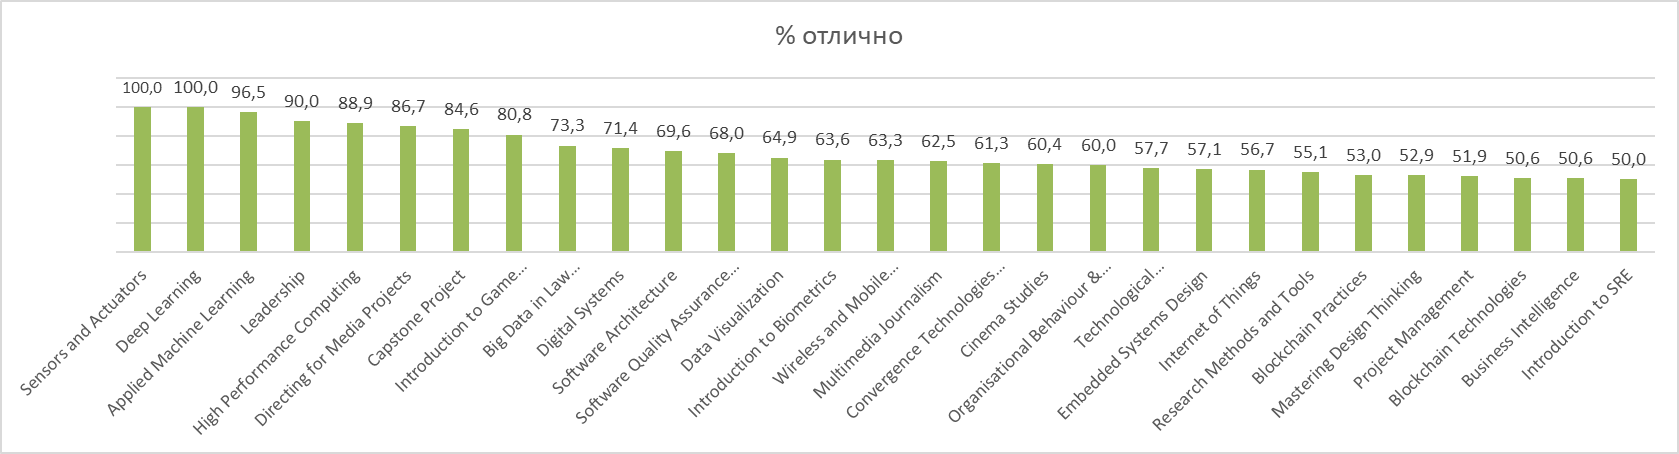 % отлично
100,0
100,0
96,5
90,0
88,9
86,7
84,6
80,8
73,3
71,4
69,6
68,0
64,9
63,6
63,3
62,5
61,3
60,4
60,0
57,7
57,1
56,7
55,1
53,0
52,9
51,9
50,6
50,6
50,0
Sensors and Actuators
Deep Learning
Applied Machine Learning
Leadership
High Performance Computing
Directing for Media Projects
Capstone Project
Introduction to Game…
Big Data in Law…
Digital Systems
Software Architecture
Software Quality Assurance…
Data Visualization
Introduction to Biometrics
Wireless and Mobile…
Multimedia Journalism
Convergence Technologies…
Cinema Studies
Organisational Behaviour &…
Technological…
Embedded Systems Design
Internet of Things
Research Methods and Tools
Blockchain Practices
Mastering Design Thinking
Project Management
Blockchain Technologies
Business Intelligence
Introduction to SRE